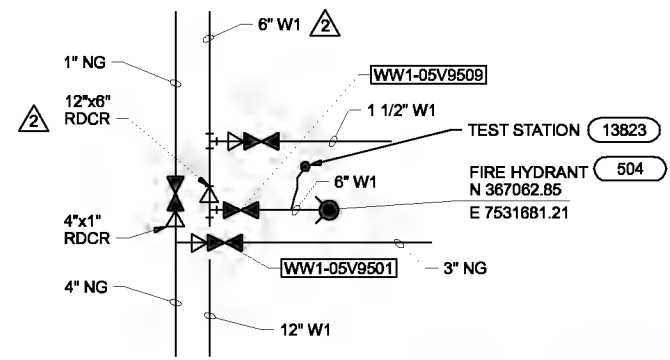 6" W1
2
1" NG
WW1-05V9509
12"x6"
RDCR
2
1 1/2" W1
TEST STATION
13823
FIRE HYDRANT
504
N 367062.85
E 7531681.21
6" W1
4"x1"
RDCR
WW1-05V9501
3" NG
4" NG
12" W1